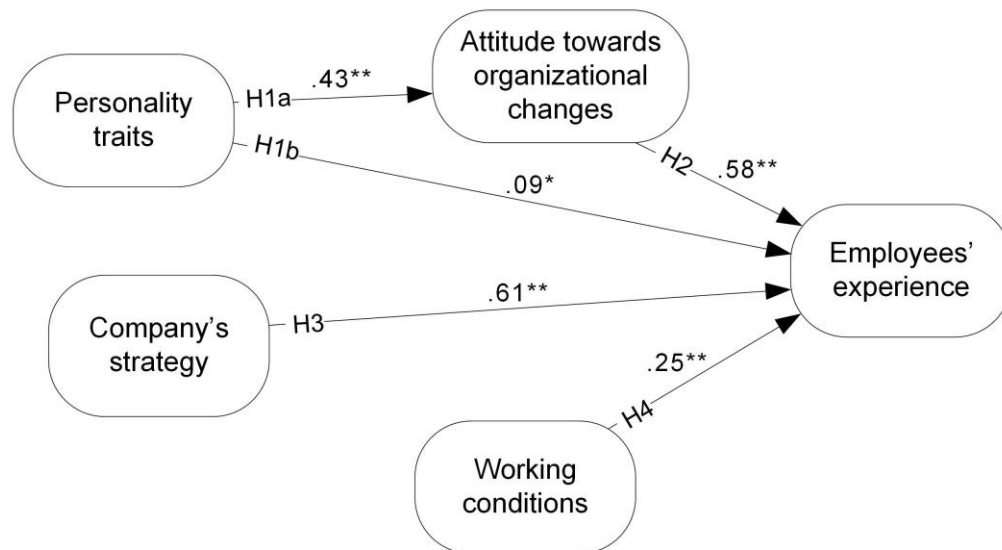 Attitude towards
organizational
changes
Personality
traits
H1a
.43**
H1b
.09*
H2
.58**
Employees’
experience
Company’s
strategy
H3
.61**
H4
.25**
Working
conditions